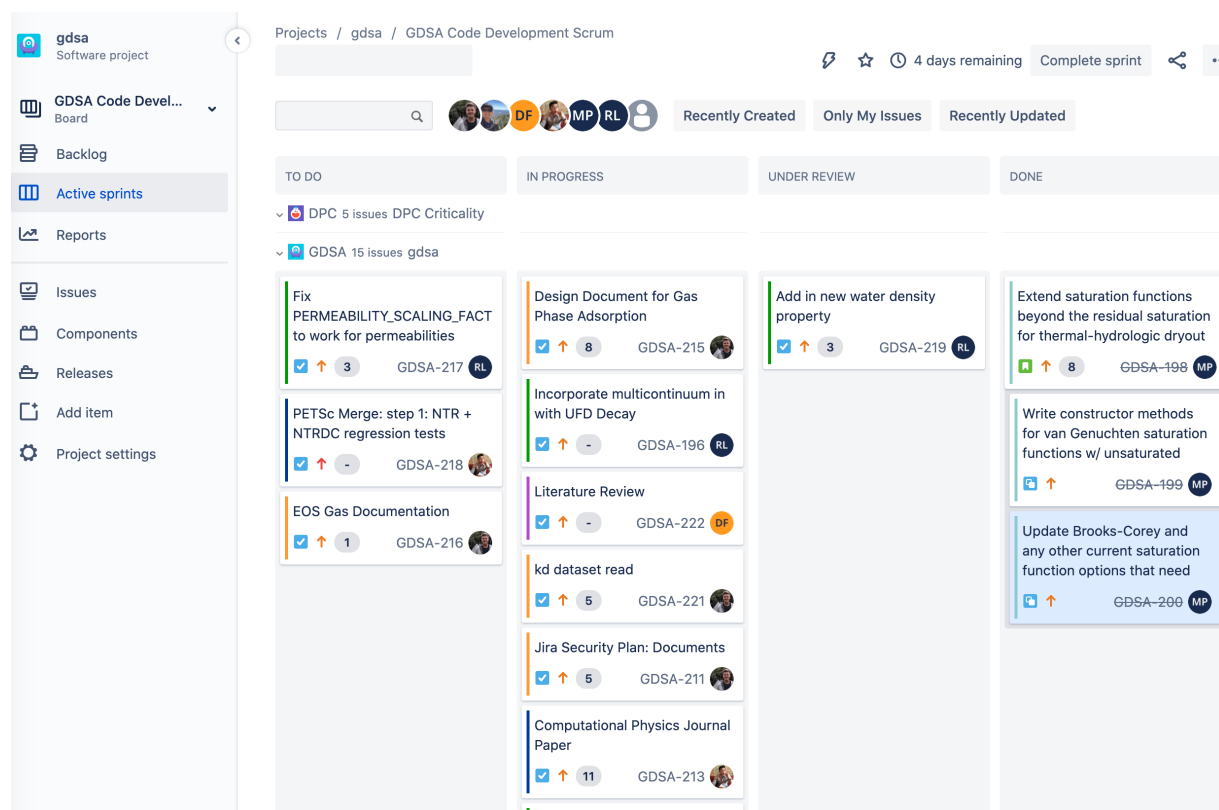 gdsa
Software project
GDSA Code Devel...
Board
Backlog
Active sprints
Reports
Issues
Components
Releases
Add item
Project settings
Projects / gdsa / GDSA Code Development Scrum
4 days remaining
Complete sprint
DF
MP
RL
Recently Created
Only My Issues
Recently Updated
TO DO
IN PROGRESS
UNDER REVIEW
DONE
DPC 5 issues DPC Criticality
GDSA 15 issues gdsa
Fix
PERMEABILITY_SCALING_FACT
to work for permeabilities
3 GDSA-217 RL
PETSc Merge: step 1: NTR +
NTRDC regression tests
- GDSA-218
EOS Gas Documentation
1 GDSA-216
Design Document for Gas
Phase Adsorption
8 GDSA-215
Incorporate multicontinuum in
with UFD Decay
- GDSA-196 RL
Literature Review
- GDSA-222 DF
kd dataset read
5 GDSA-221
Jira Security Plan: Documents
5 GDSA-211
Computational Physics Journal
Paper
11 GDSA-213
Add in new water density
property
3 GDSA-219 RL
Extend saturation functions
beyond the residual saturation
for thermal-hydrologic dryout
8 GDSA-198 MP
Write constructor methods
for van Genuchten saturation
functions w/ unsaturated
GDSA-199 MP
Update Brooks-Corey and
any other current saturation
function options that need
GDSA-200 MP